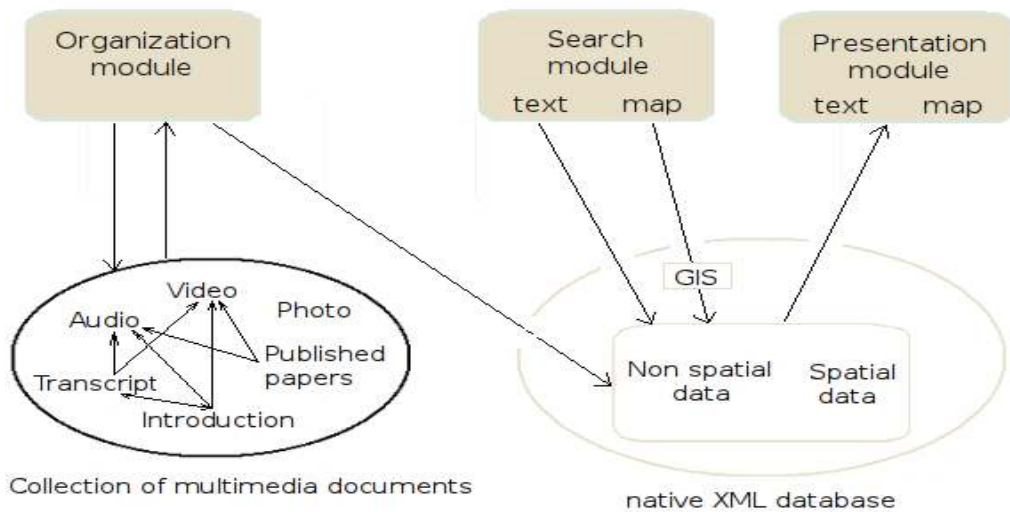 Organization
module
Search
module
text map
Presentation
module
text map
GIS
Video
Photo
Audio
Published
papers
Transcript
Introduction
Non spatial
data
Spatial
data
Collection of multimedia documents
native XML database